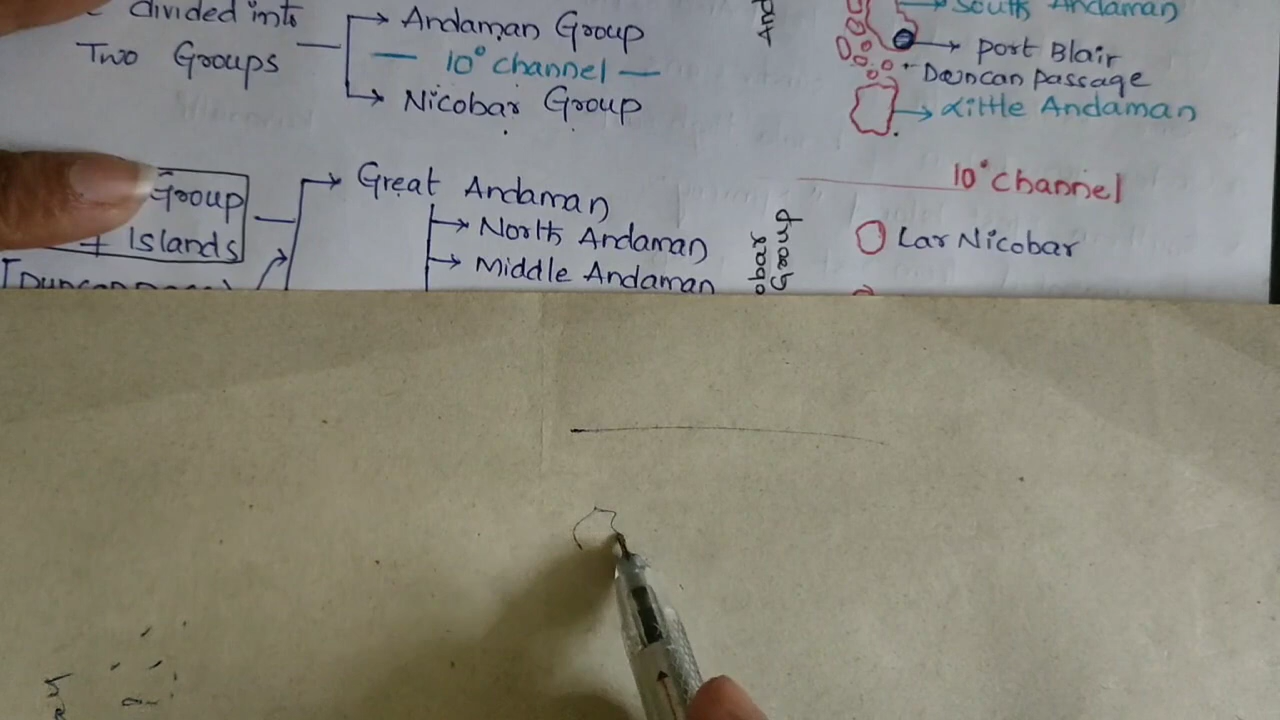 divided into
Two Groups
Andaman Group
10° channel
Nicobar Group
Group
Islands
Great Andaman
North Andaman
Middle Andaman
South Andaman
port Blair
Duncan passage
Little Andaman
10° channel
Car Nicobar
Group